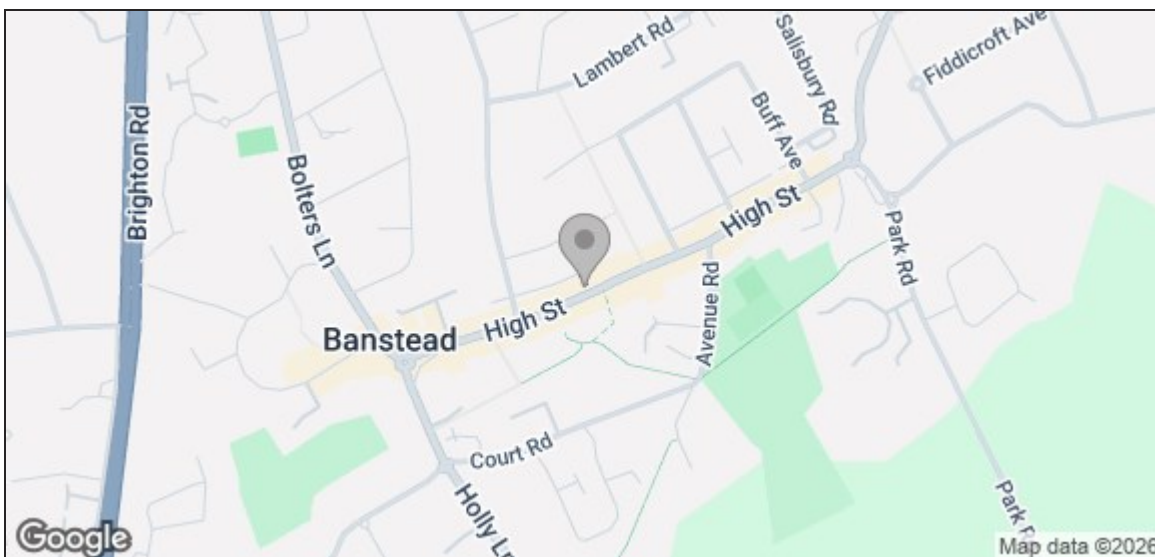 Lambert Rd
Salisbury Rd
Fiddicroft Ave
Buff Ave
Brighton Rd
Bolters Ln
High St
Park Rd
Banstead
High St
Avenue Rd
Court Rd
Holly Ln
Park R
Google
Map data ©2026